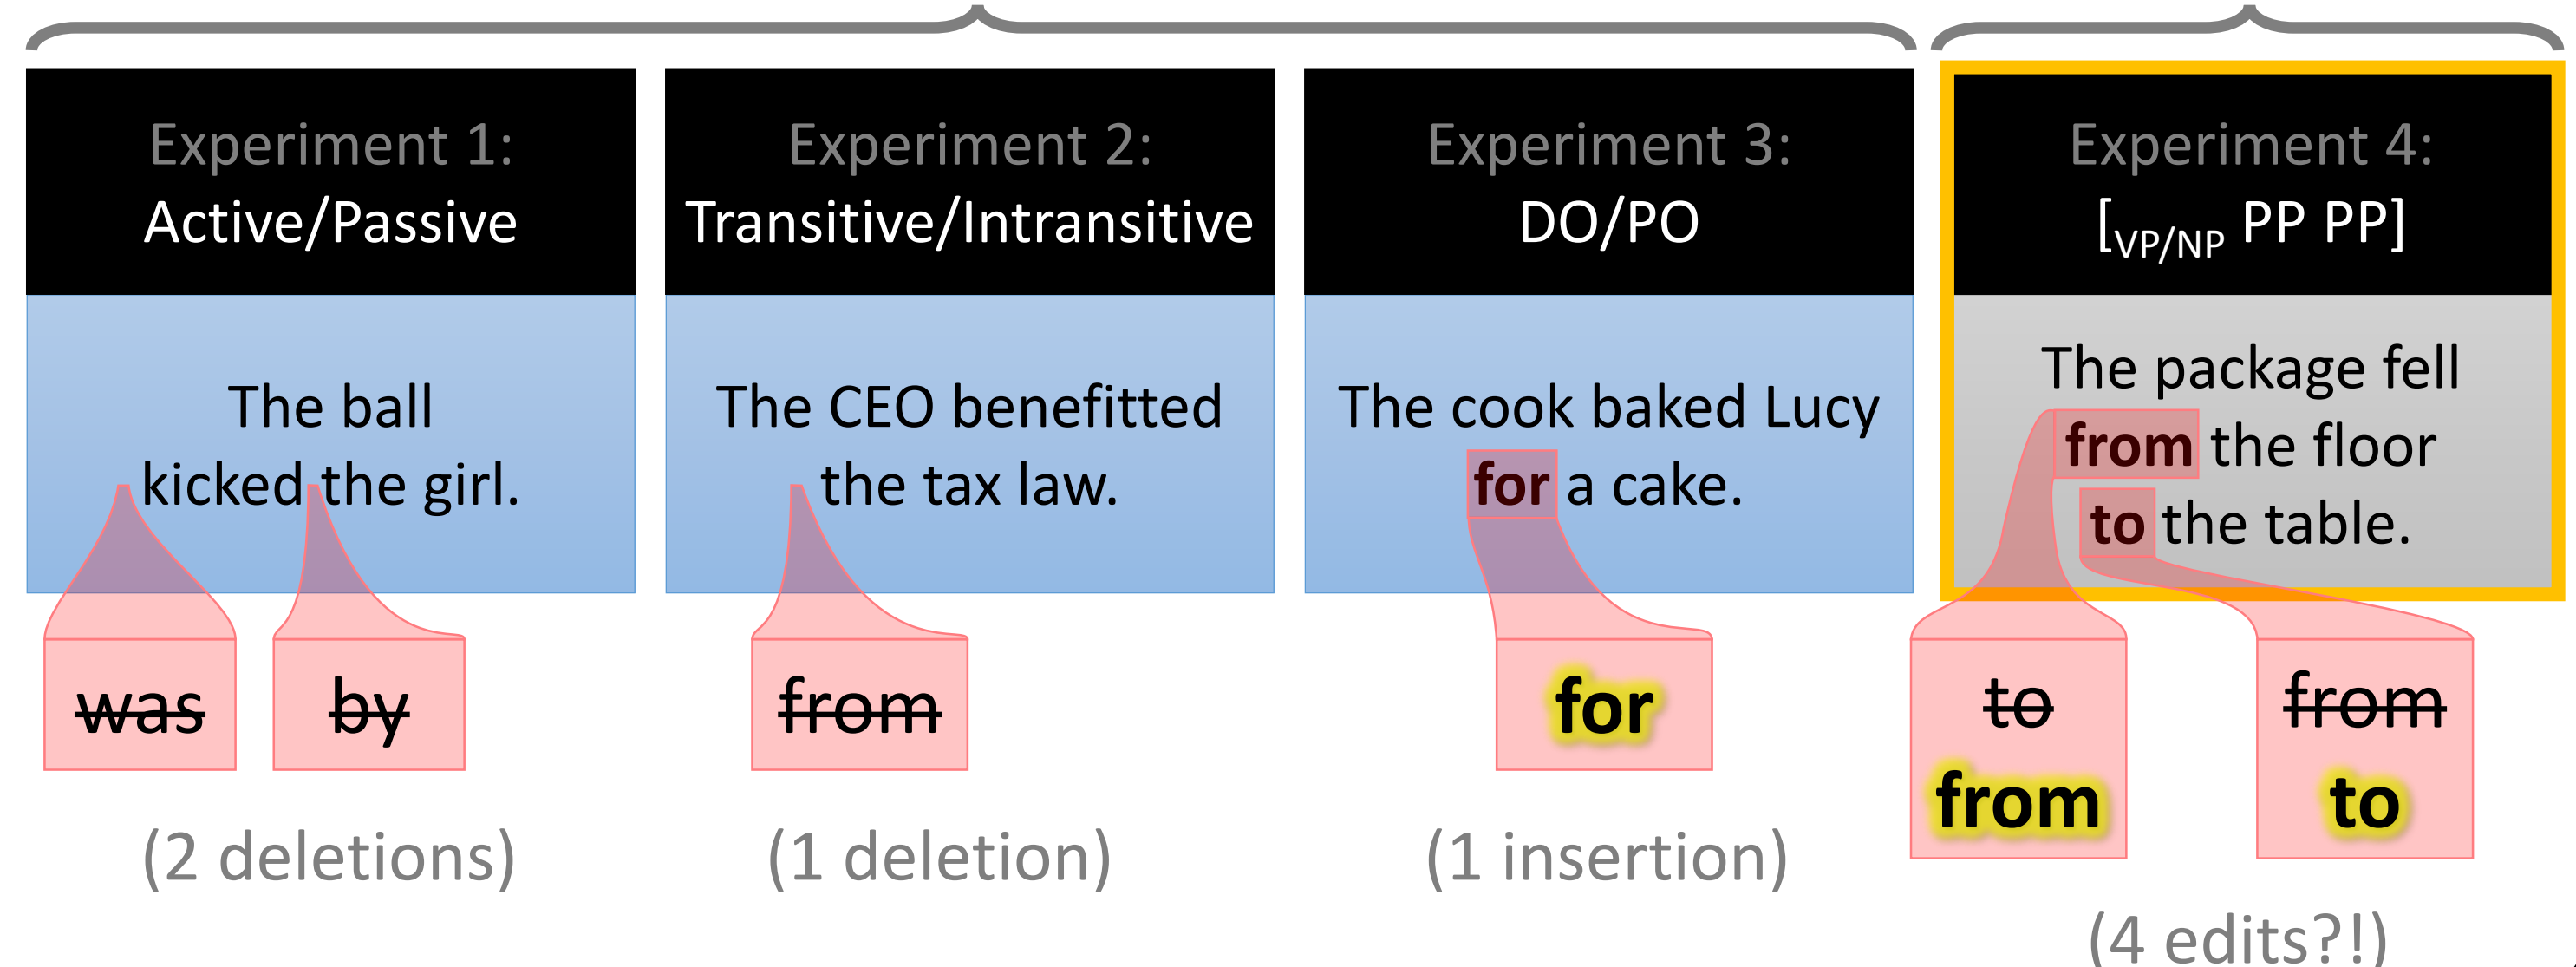 Experiment 1:
Active/Passive
The ball
kicked the girl.
was
by
(2 deletions)
Experiment 2:
Transitive/Intransitive
The CEO benefitted
the tax law.
from
(1 deletion)
Experiment 3:
DO/PO
The cook baked Lucy
for a cake.
for
(1 insertion)
Experiment 4:
[VP/NP PP PP]
The package fell
from the floor
to the table.
to
from
from
to
(4 edits?!)